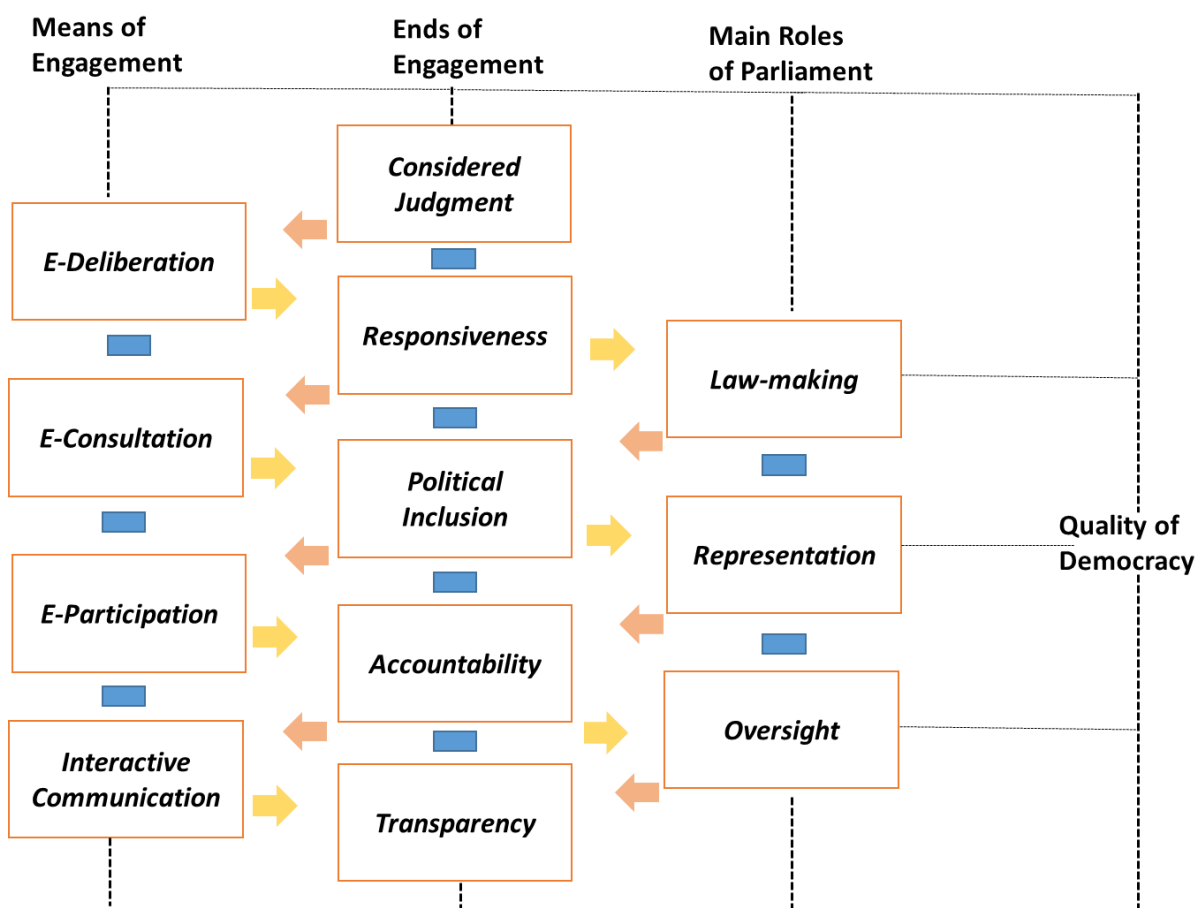 Means of
Engagement
Ends of
Engagement
Main Roles
of Parliament
Considered
Judgment
E-Deliberation
Responsiveness
Law-making
E-Consultation
Political
Inclusion
Quality of
Democracy
Representation
E-Participation
Accountability
Oversight
Interactive
Communication
Transparency